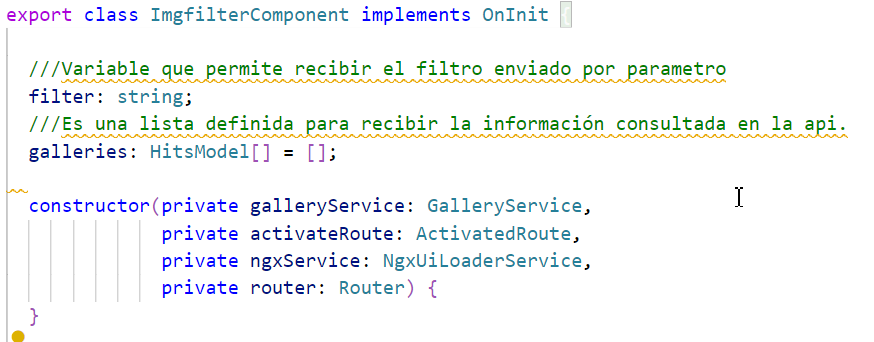 export class ImgfilterComponent implements OnInit {
///Variable que permite recibir el filtro enviado por parametro
filter: string;
///Es una lista definida para recibir la información consultada en la api.
galleries: HitsModel[] = [];
constructor(private galleryService: GalleryService,
private activateRoute: ActivatedRoute,
private ngxService: NgxUiLoaderService,
private router: Router) {
}